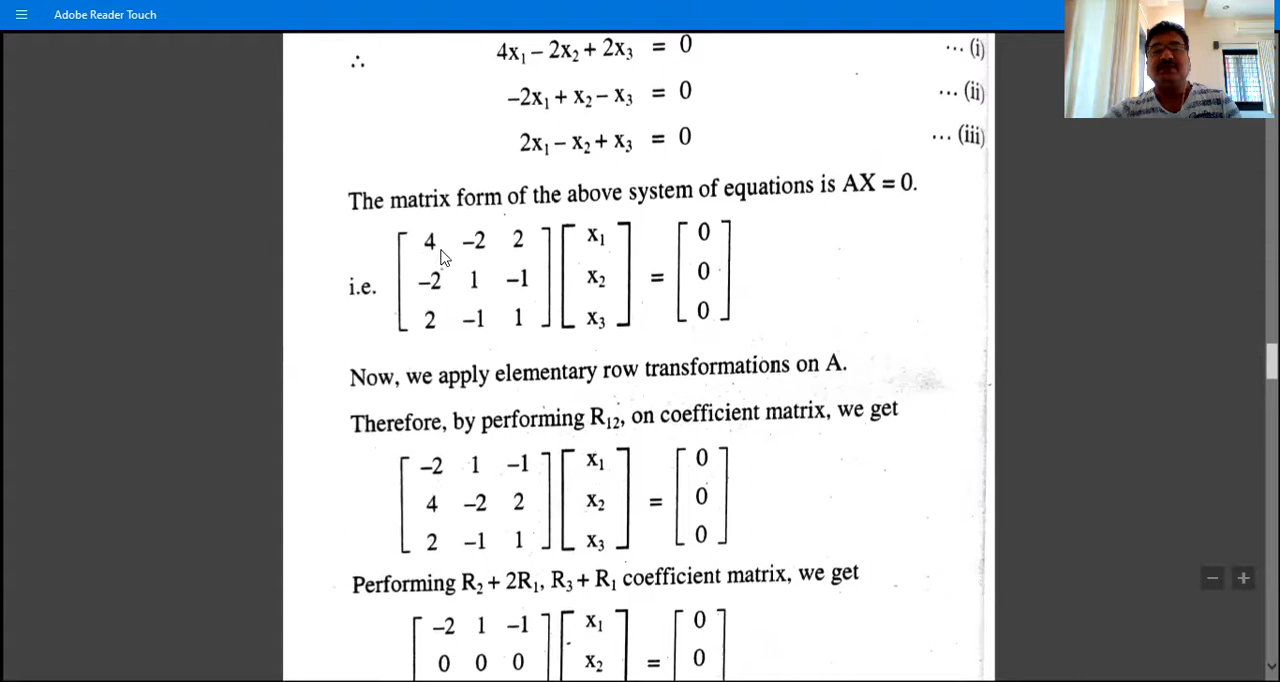 Adobe Reader Touch
∴ 4x₁ – 2x₂ + 2x₃ = 0 ... (i)
–2x₁ + x₂ – x₃ = 0 ... (ii)
2x₁ – x₂ + x₃ = 0 ... (iii)
The matrix form of the above system of equations is AX = 0.
4 –2 2 x₁ 0
i.e. –2 1 –1 x₂ = 0
2 –1 1 x₃ 0
Now, we apply elementary row transformations on A.
Therefore, by performing R₁₂, on coefficient matrix, we get
–2 1 –1 x₁ 0
4 –2 2 x₂ = 0
2 –1 1 x₃ 0
Performing R₂ + 2R₁, R₃ + R₁ coefficient matrix, we get
–2 1 –1 x₁ 0
0 0 0 x₂ = 0